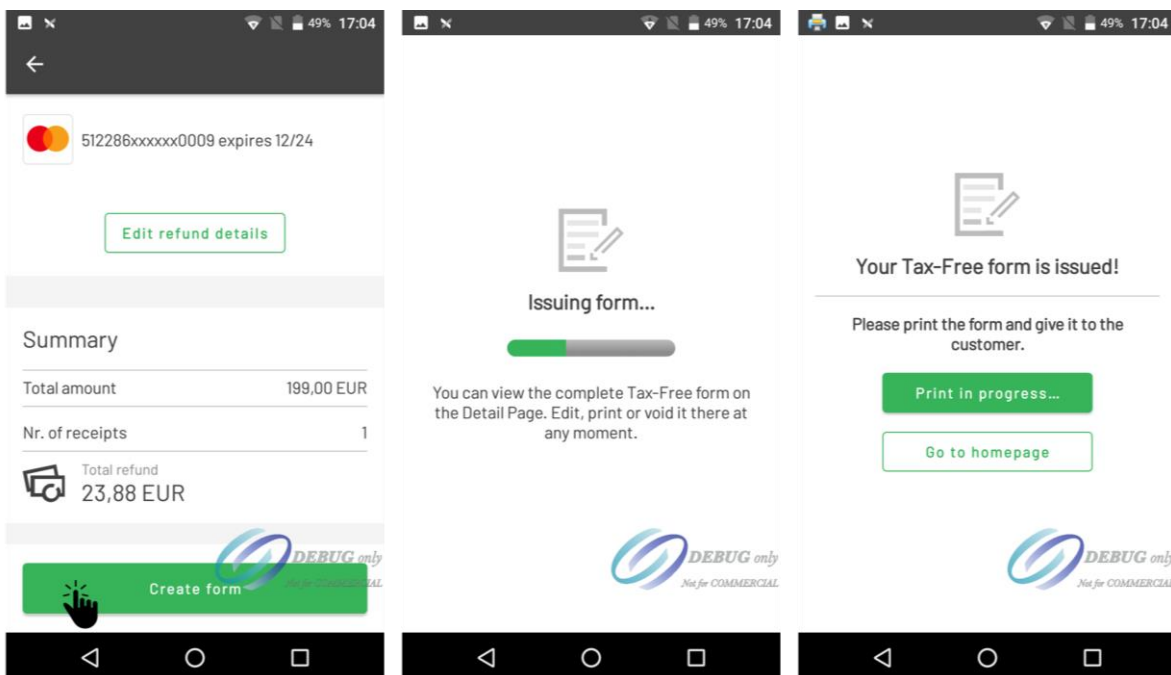 49% 17:04
512286xxxxxx0009 expires 12/24
Edit refund details
Summary
Total amount 199,00 EUR
Nr. of receipts 1
Total refund
23,88 EUR
Create form
DEBUG only
Not for COMMERCIAL
49% 17:04
Issuing form...
You can view the complete Tax-Free form on
the Detail Page. Edit, print or void it there at
any moment.
DEBUG only
Not for COMMERCIAL
49% 17:04
Your Tax-Free form is issued!
Please print the form and give it to the
customer.
Print in progress...
Go to homepage
DEBUG only
Not for COMMERCIAL